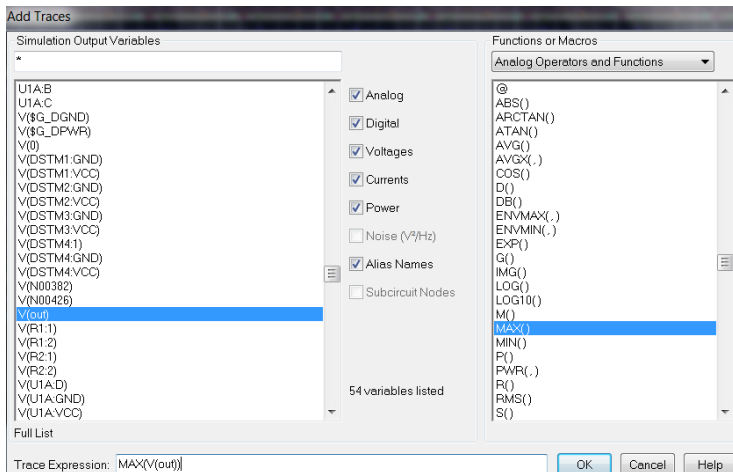 Add Traces
Simulation Output Variables
*
U1A:B
U1A:C
V($G_DGND)
V($G_DPWR)
V(0)
V(DSTM1:GND)
V(DSTM1:VCC)
V(DSTM2:GND)
V(DSTM2:VCC)
V(DSTM3:GND)
V(DSTM3:VCC)
V(DSTM4:1)
V(DSTM4:GND)
V(DSTM4:VCC)
V(N00382)
V(N00426)
V(out)
V(R1:1)
V(R1:2)
V(R2:1)
V(R2:2)
V(U1A:D)
V(U1A:GND)
V(U1A:VCC)
Full List
Analog
Digital
Voltages
Currents
Power
Noise (V²/Hz)
Alias Names
Subcircuit Nodes
54 variables listed
Functions or Macros
Analog Operators and Functions
@
ABS()
ARCTAN()
ATAN()
AVG()
AVGX(,)
COS()
D()
DB()
ENVMAX(,)
ENVMIN(,)
EXP()
G()
IMG()
LOG()
LOG10()
M()
MAX()
MIN()
P()
PWR(,)
R()
RMS()
S()
Trace Expression: MAX(V(out))
OK Cancel Help